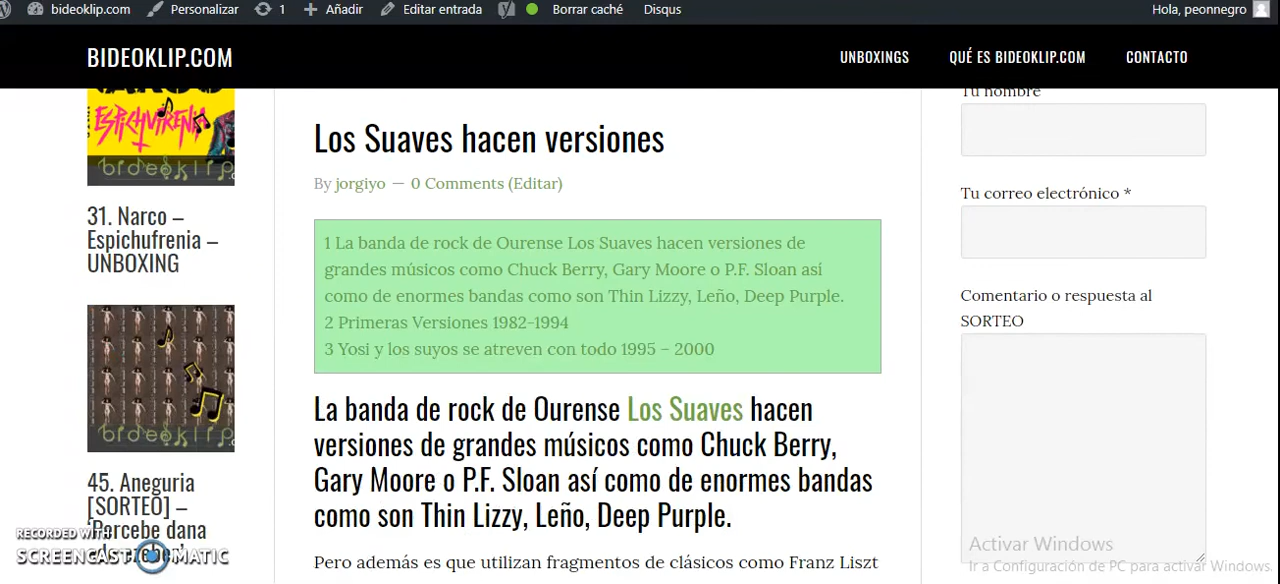 bideoklip.com Personalizar 1 Añadir Editar entrada Borrar caché Disqus Hola, peonnegro
BIDEOKLIP.COM UNBOXINGS QUÉ ES BIDEOKLIP.COM CONTACTO
ESPICHUFRENIA
bideoklip
31. Narco –
Espichufrenia –
UNBOXING
bideoklip
45. Aneguria
[SORTEO] –
‘Percebe dana
Los Suaves hacen versiones
By jorgiyo — 0 Comments (Editar)
1 La banda de rock de Ourense Los Suaves hacen versiones de
grandes músicos como Chuck Berry, Gary Moore o P.F. Sloan así
como de enormes bandas como son Thin Lizzy, Leño, Deep Purple.
2 Primeras Versiones 1982-1994
3 Yosi y los suyos se atreven con todo 1995 – 2000
La banda de rock de Ourense Los Suaves hacen
versiones de grandes músicos como Chuck Berry,
Gary Moore o P.F. Sloan así como de enormes bandas
como son Thin Lizzy, Leño, Deep Purple.
Pero además es que utilizan fragmentos de clásicos como Franz Liszt
Tu nombre
Tu correo electrónico *
Comentario o respuesta al
SORTEO
Activar Windows
Ir a Configuración de PC para activar Windows.
RECORDED WITH
SCREENCAST-O-MATIC